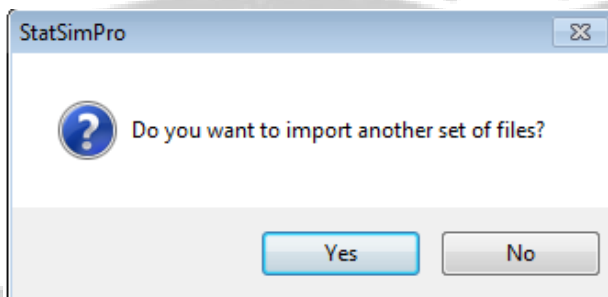 StatSimPro
Do you want to import another set of files?
Yes
No